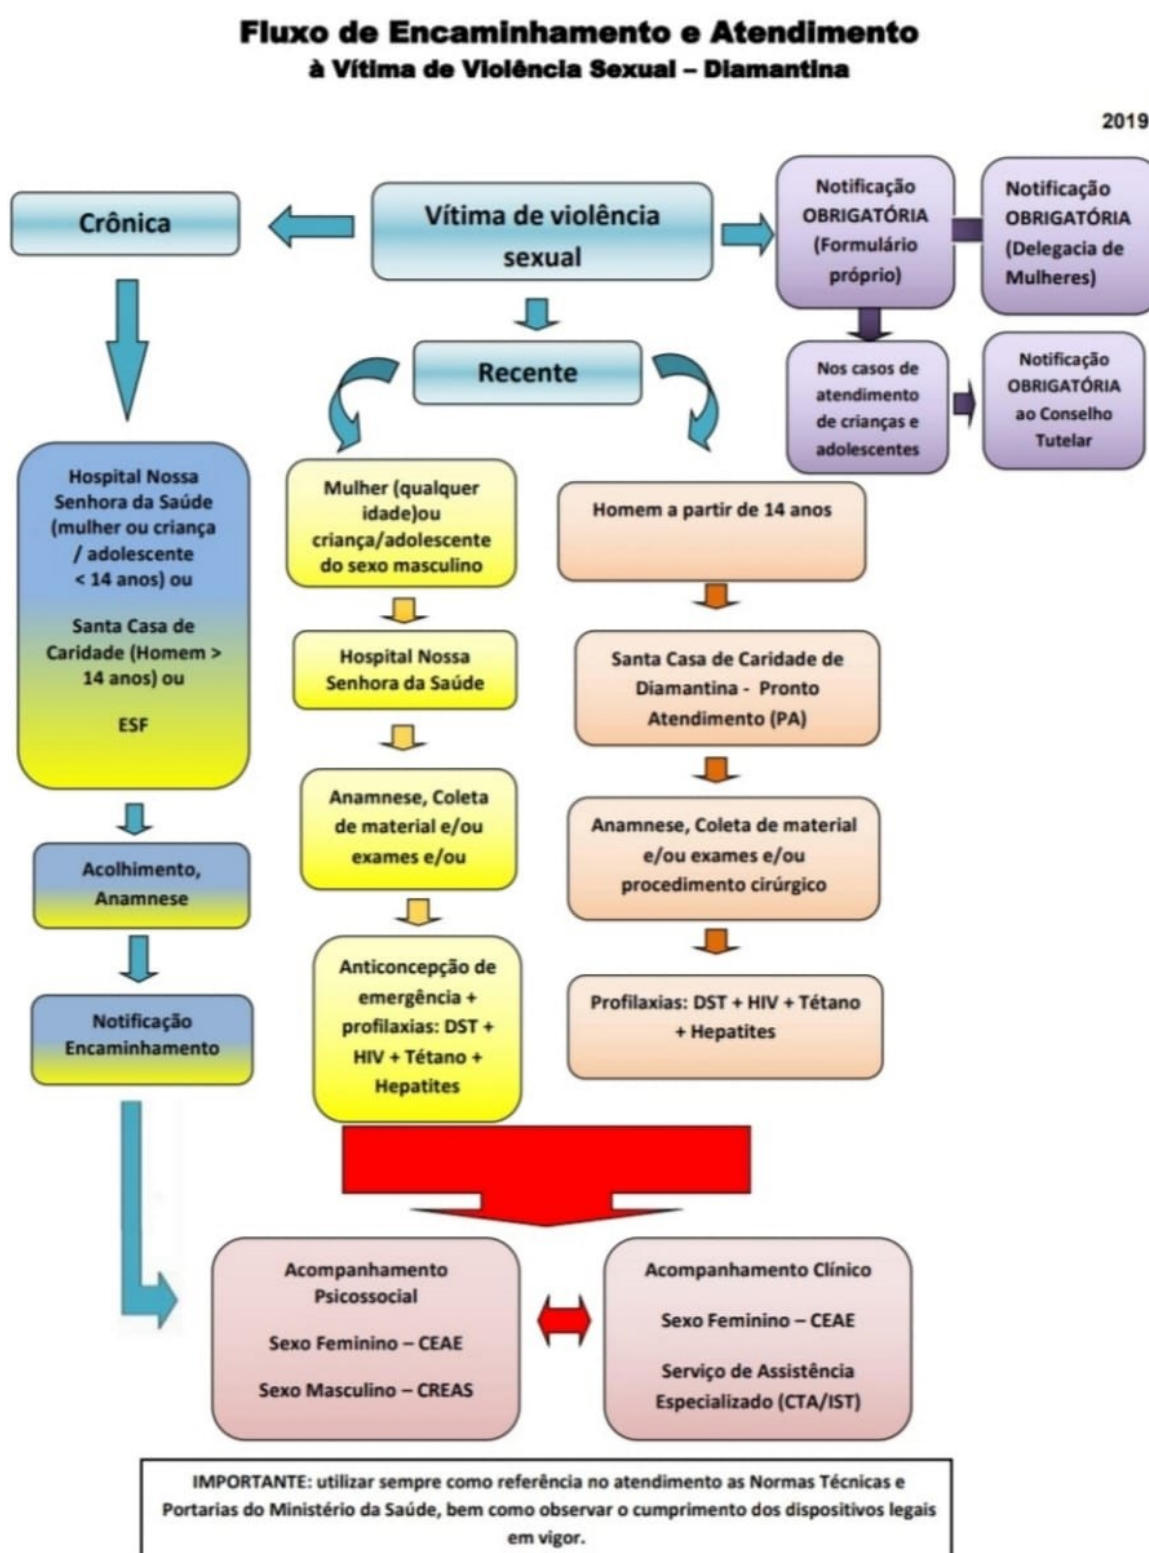 Fluxo de Encaminhamento e Atendimento
à Vítima de Violência Sexual – Diamantina
2019
Crônica
Vítima de violência
sexual
Notificação
OBRIGATÓRIA
(Formulário
próprio)
Notificação
OBRIGATÓRIA
(Delegacia de
Mulheres)
Recente
Nos casos de
atendimento
de crianças e
adolescentes
Notificação
OBRIGATÓRIA
ao Conselho
Tutelar
Hospital Nossa
Senhora da Saúde
(mulher ou criança
/ adolescente
< 14 anos) ou
Santa Casa de
Caridade (Homem >
14 anos) ou
ESF
Acolhimento,
Anamnese
Notificação
Encaminhamento
Mulher (qualquer
idade)ou
criança/adolescente
do sexo masculino
Hospital Nossa
Senhora da Saúde
Anamnese, Coleta
de material e/ou
exames e/ou
Anticoncepção de
emergência +
profilaxias: DST +
HIV + Tétano +
Hepatites
Homem a partir de 14 anos
Santa Casa de Caridade de
Diamantina - Pronto
Atendimento (PA)
Anamnese, Coleta de material
e/ou exames e/ou
procedimento cirúrgico
Profilaxias: DST + HIV + Tétano
+ Hepatites
Acompanhamento
Psicossocial
Sexo Feminino – CEAE
Sexo Masculino – CREAS
Acompanhamento Clínico
Sexo Feminino – CEAE
Serviço de Assistência
Especializado (CTA/IST)
IMPORTANTE: utilizar sempre como referência no atendimento as Normas Técnicas e
Portarias do Ministério da Saúde, bem como observar o cumprimento dos dispositivos legais
em vigor.